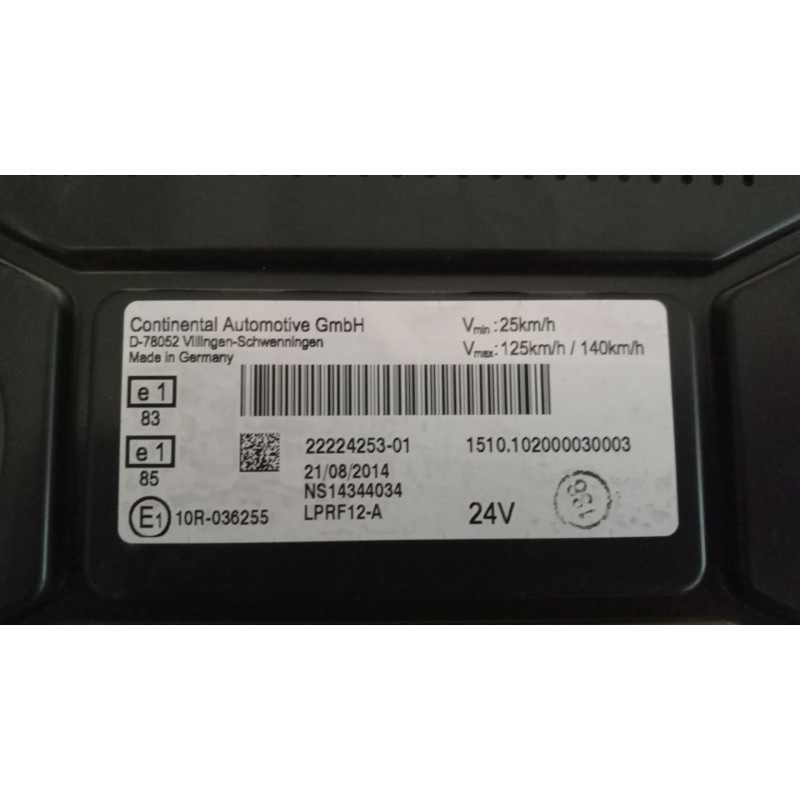 Continental Automotive GmbH
D-78052 Villingen-Schwenningen
Made in Germany
Vmin: 25km/h
Vmax: 125km/h / 140km/h
e 1
83
e 1
85
22224253-01
1510.102000030003
21/08/2014
NS14344034
E1 10R-036255
LPRF12-A
24V